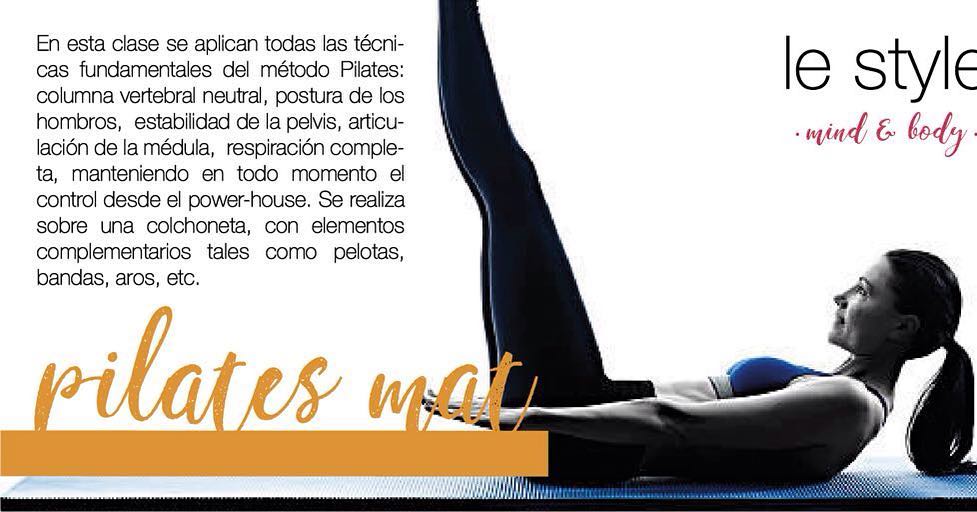 En esta clase se aplican todas las técni-
cas fundamentales del método Pilates:
columna vertebral neutral, postura de los
hombros, estabilidad de la pelvis, articu-
lación de la médula, respiración comple-
ta, manteniendo en todo momento el
control desde el power-house. Se realiza
sobre una colchoneta, con elementos
complementarios tales como pelotas,
bandas, aros, etc.
le style
· mind & body ·
pilates mat